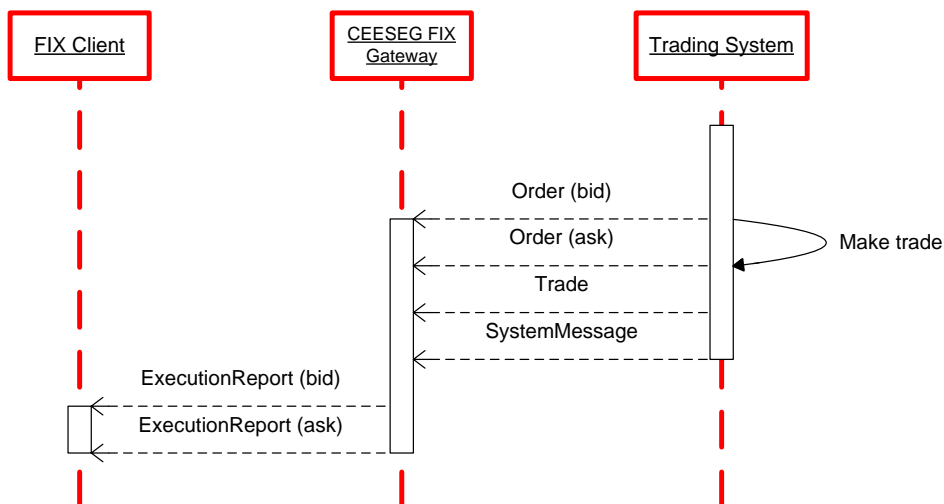 FIX Client
CEESEG FIX
Gateway
Trading System
Order (bid)
Order (ask)
Make trade
Trade
SystemMessage
ExecutionReport (bid)
ExecutionReport (ask)